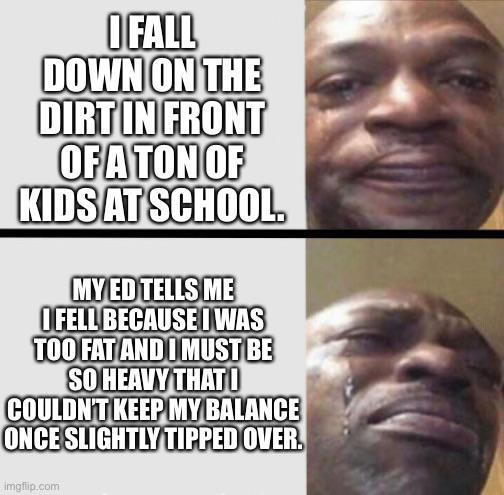 I FALL
DOWN ON THE
DIRT IN FRONT
OF A TON OF
KIDS AT SCHOOL.
MY ED TELLS ME
I FELL BECAUSE I WAS
TOO FAT AND I MUST BE
SO HEAVY THAT I
COULDN'T KEEP MY BALANCE
ONCE SLIGHTLY TIPPED OVER.
imgflip.com